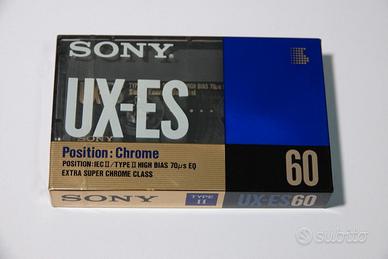 SONY
UX-ES
SONY
Position: Chrome
POSITION: IEC II/TYPE II HIGH BIAS 70µs EQ
EXTRA SUPER CHROME CLASS
60
SONY
TYPE II
UX-ES60
subito